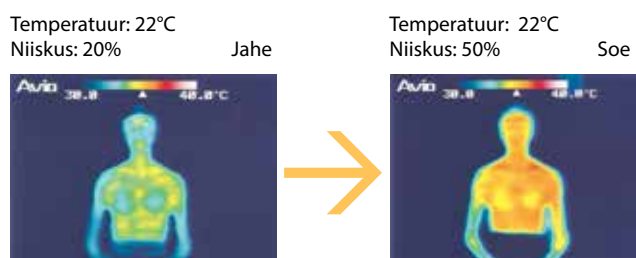 Temperatuur: 22°C
Niiskus: 20% Jahe
Avio 30.0 40.0°C
Temperatuur: 22°C
Niiskus: 50% Soe
Avio 30.0 40.0°C